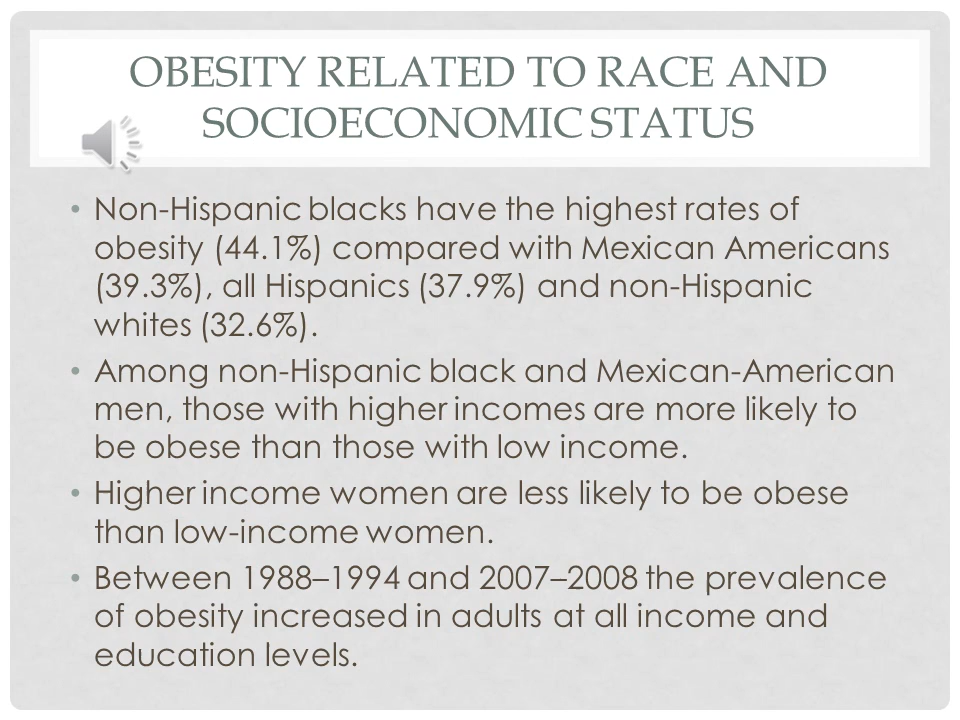 OBESITY RELATED TO RACE AND
SOCIOECONOMIC STATUS
• Non-Hispanic blacks have the highest rates of
obesity (44.1%) compared with Mexican Americans
(39.3%), all Hispanics (37.9%) and non-Hispanic
whites (32.6%).
• Among non-Hispanic black and Mexican-American
men, those with higher incomes are more likely to
be obese than those with low income.
• Higher income women are less likely to be obese
than low-income women.
• Between 1988–1994 and 2007–2008 the prevalence
of obesity increased in adults at all income and
education levels.